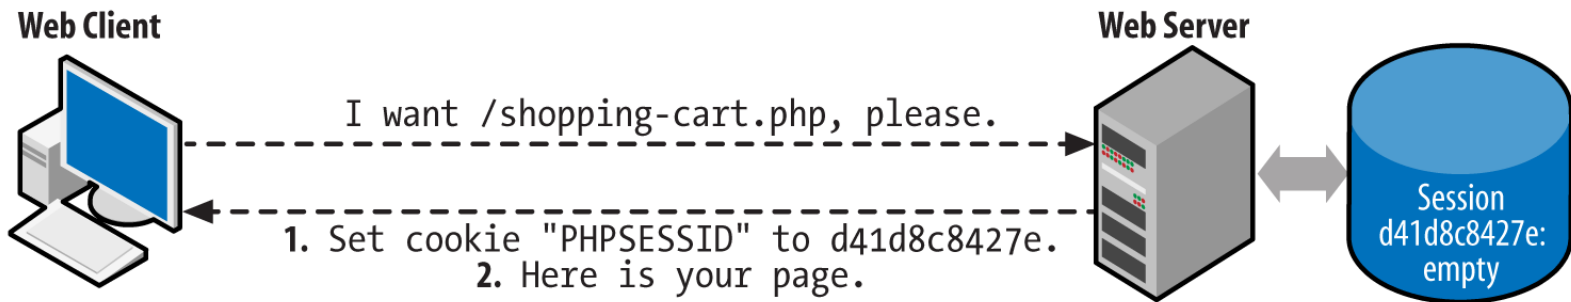 Web Client
Web Server
I want /shopping-cart.php, please.
1. Set cookie "PHPSESSID" to d41d8c8427e.
2. Here is your page.
Session
d41d8c8427e:
empty